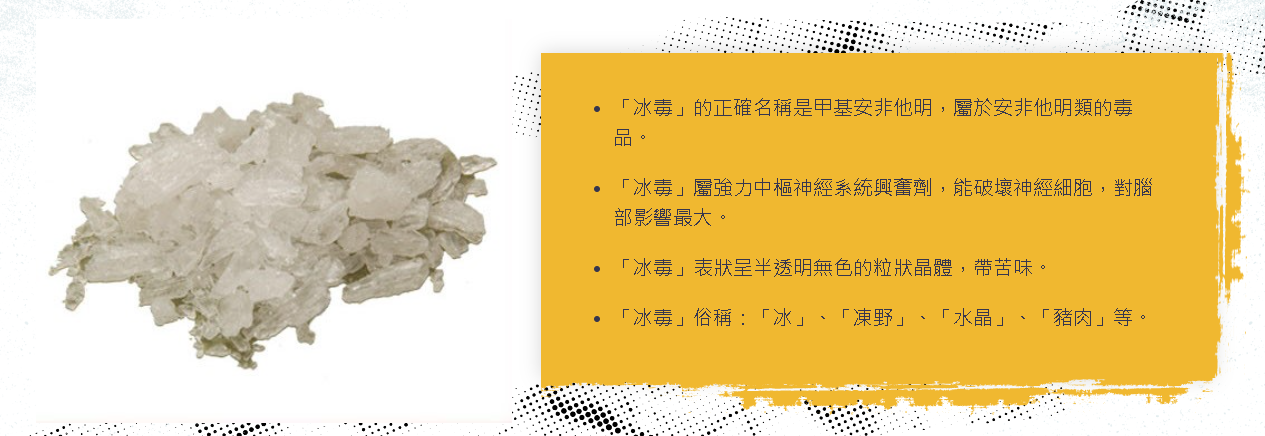 「冰毒」的正確名稱是甲基安非他明，屬於安非他明類的毒
品。
「冰毒」屬強力中樞神經系統興奮劑，能破壞神經細胞，對腦
部影響最大。
「冰毒」表狀呈半透明無色的粒狀晶體，帶苦味。
「冰毒」俗稱：「冰」、「凍野」、「水晶」、「豬肉」等。